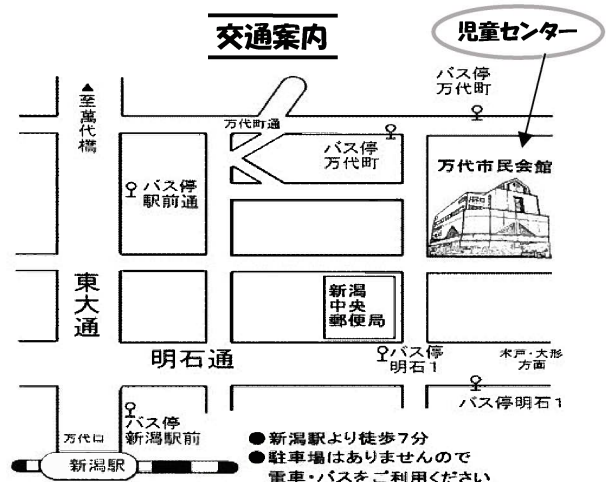 交通案内
児童センター
▲至萬代橋
バス停
万代町
万代町通
バス停
万代町
万代市民会館
バス停
駅前通
東大通
新潟
中央
郵便局
明石通
バス停
明石1
木戸・大形
方面
バス停明石1
バス停
新潟駅前
万代口
新潟駅
●新潟駅より徒歩7分
●駐車場はありませんので
電車・バスをご利用ください